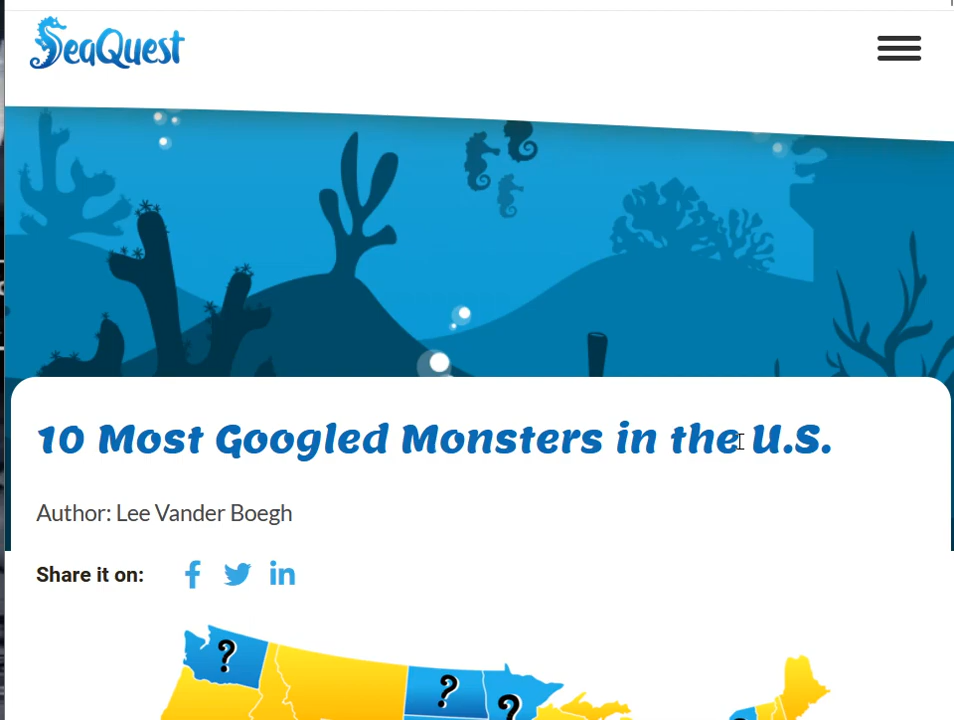 SeaQuest
10 Most Googled Monsters in the U.S.
Author: Lee Vander Boegh
Share it on:
?
?
?